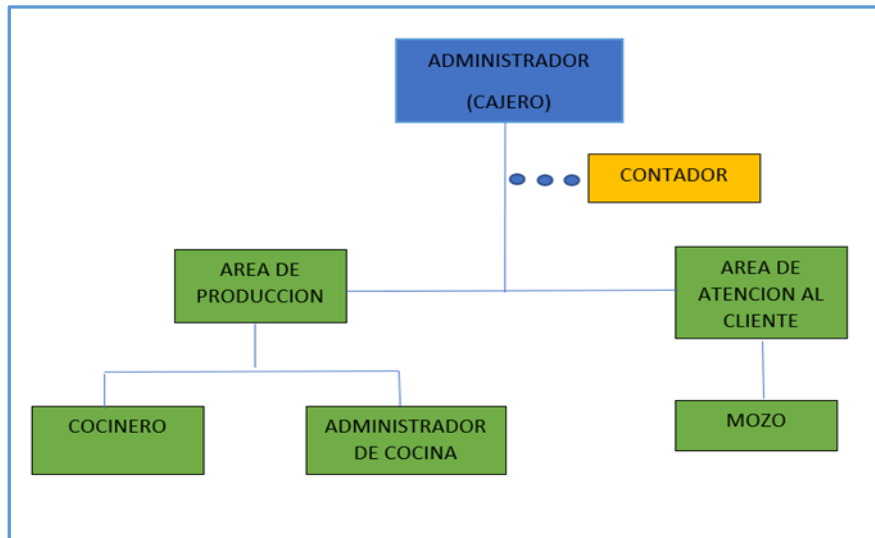 ADMINISTRADOR
(CAJERO)
CONTADOR
AREA DE
PRODUCCION
AREA DE
ATENCION AL
CLIENTE
COCINERO
ADMINISTRADOR
DE COCINA
MOZO